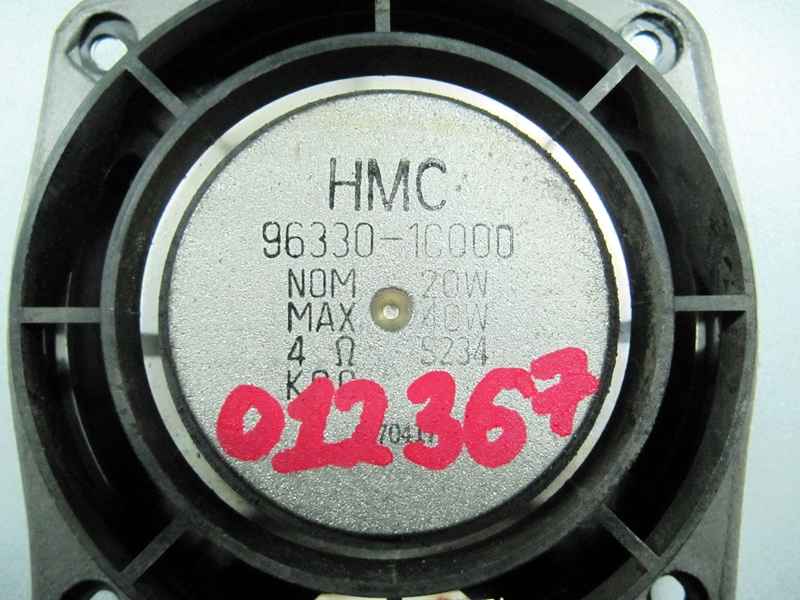 HMC
96330-1C000
NOM 20W
MAX 40W
4 Ω S234
012367